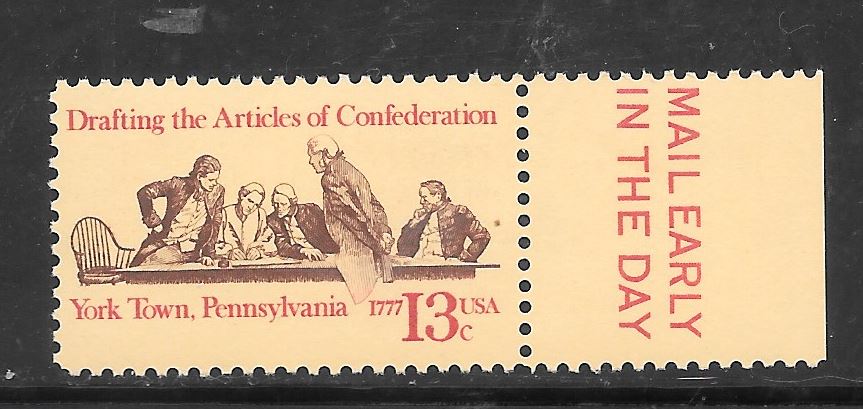 Drafting the Articles of Confederation
York Town, Pennsylvania 1777 13c USA
MAIL EARLY
IN THE DAY